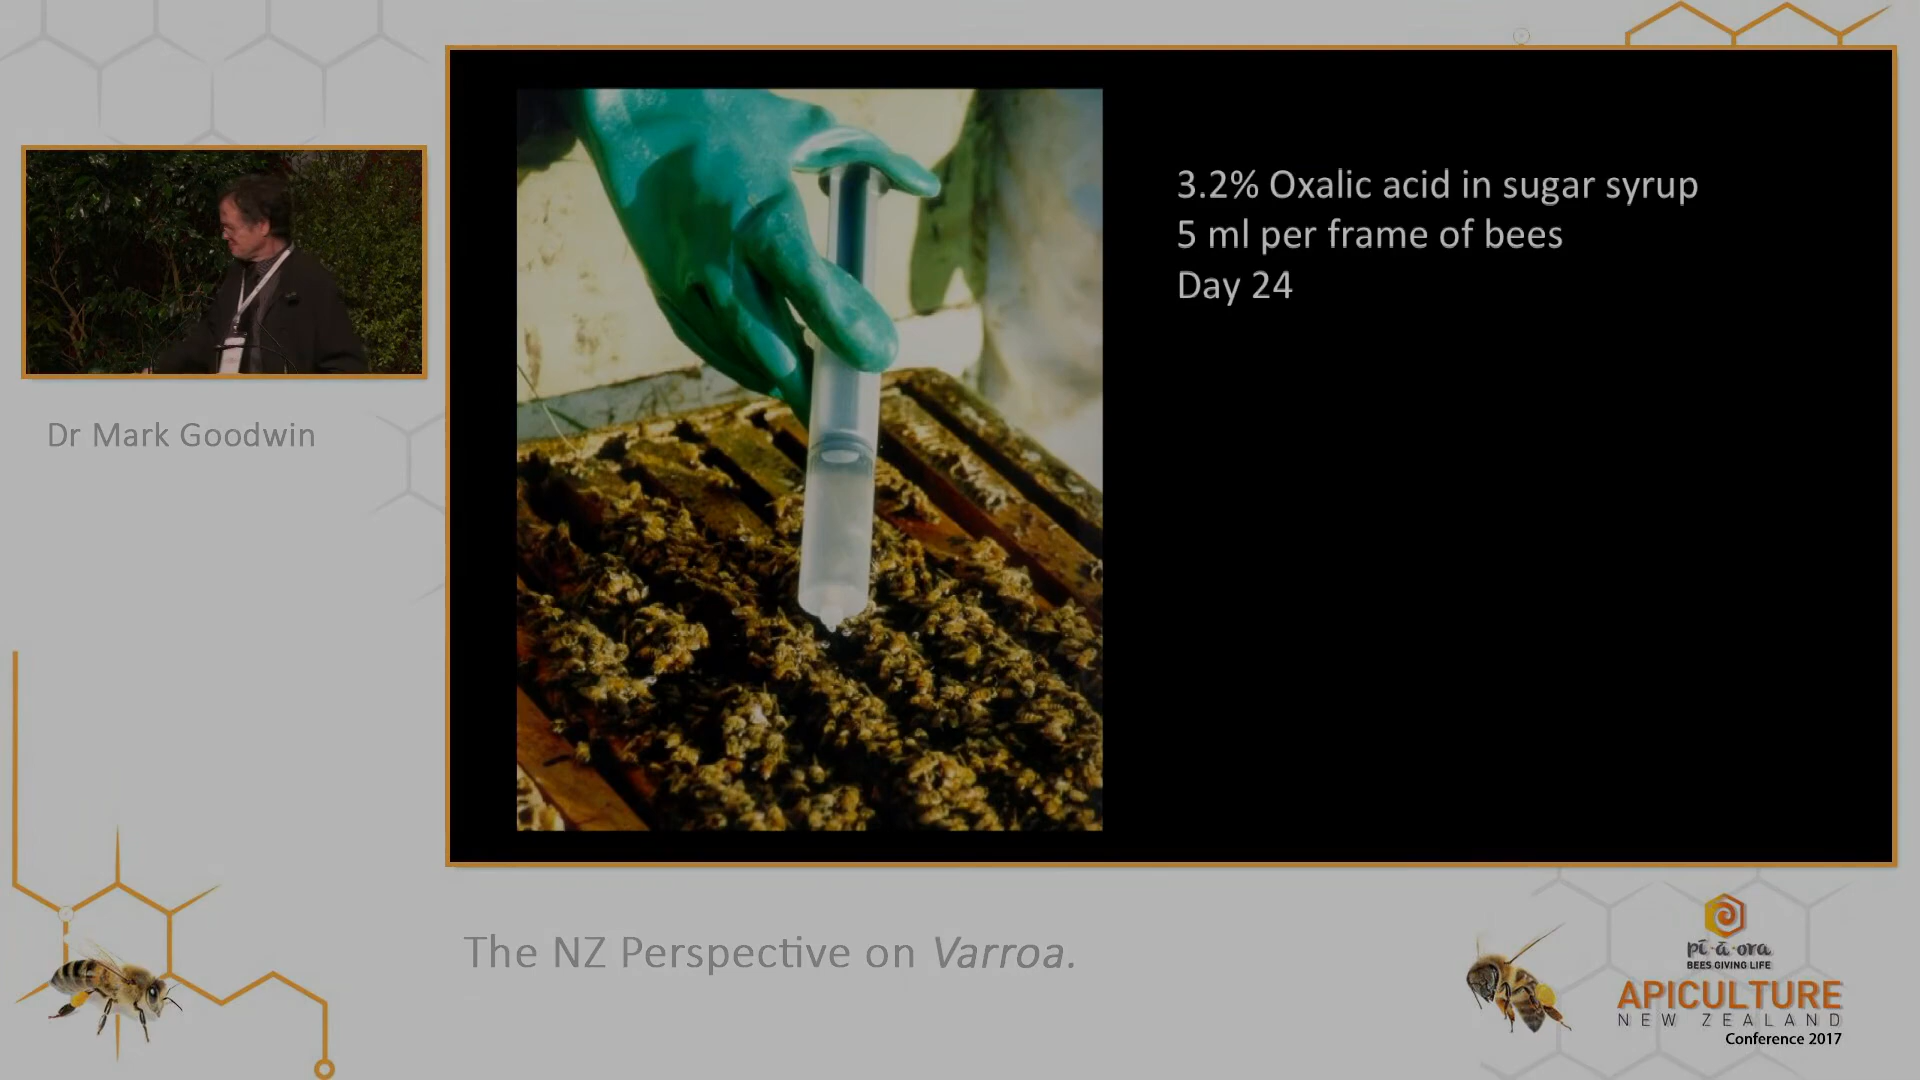 3.2% Oxalic acid in sugar syrup
5 ml per frame of bees
Day 24
Dr Mark Goodwin
The NZ Perspective on Varroa.
pī·ā·ora
BEES GIVING LIFE
APICULTURE
NEW ZEALAND
Conference 2017